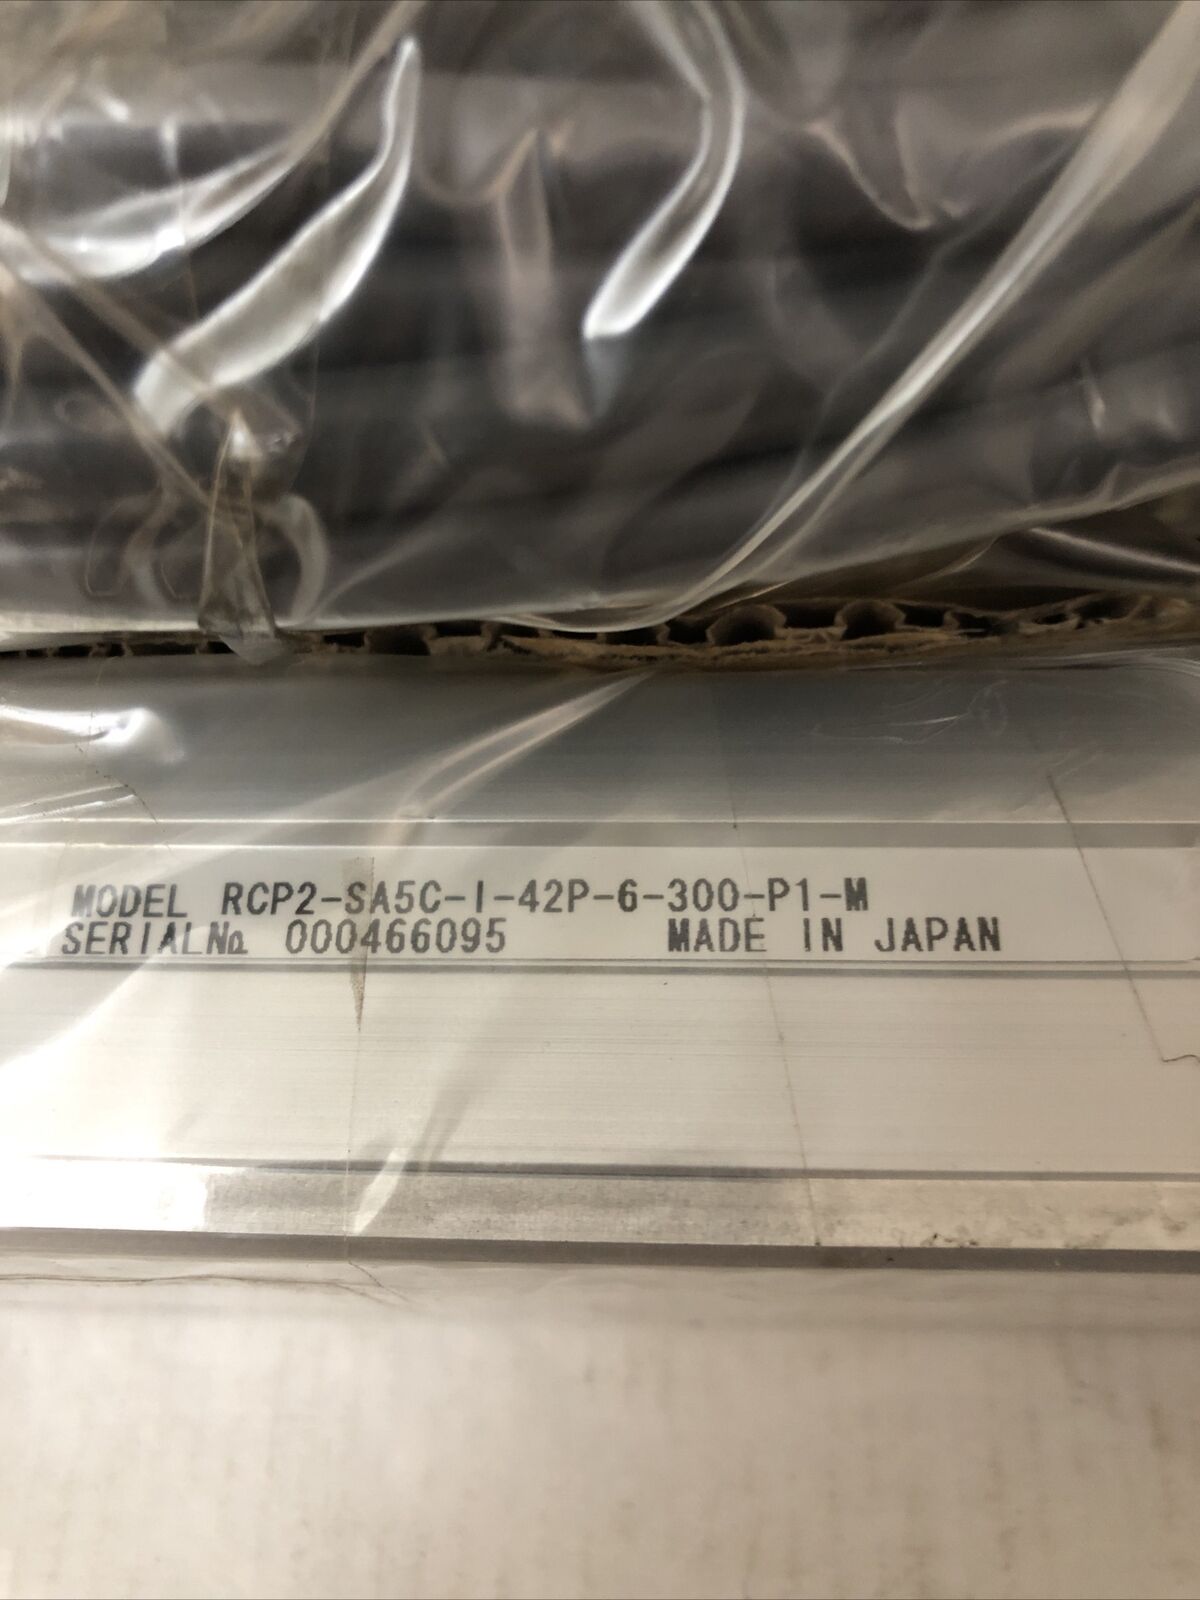 MODEL RCP2-SA5C-I-42P-6-300-P1-M
SERIAL№ 000466095 MADE IN JAPAN